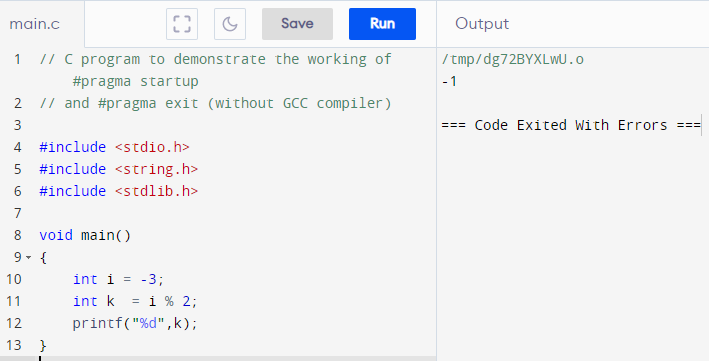 main.c
Save
Run
Output
1 // C program to demonstrate the working of
#pragma startup
2 // and #pragma exit (without GCC compiler)
3
4 #include <stdio.h>
5 #include <string.h>
6 #include <stdlib.h>
7
8 void main()
9 {
10 int i = -3;
11 int k  = i % 2;
12 printf("%d",k);
13 }
/tmp/dg72BYXLwU.o
-1
=== Code Exited With Errors ===